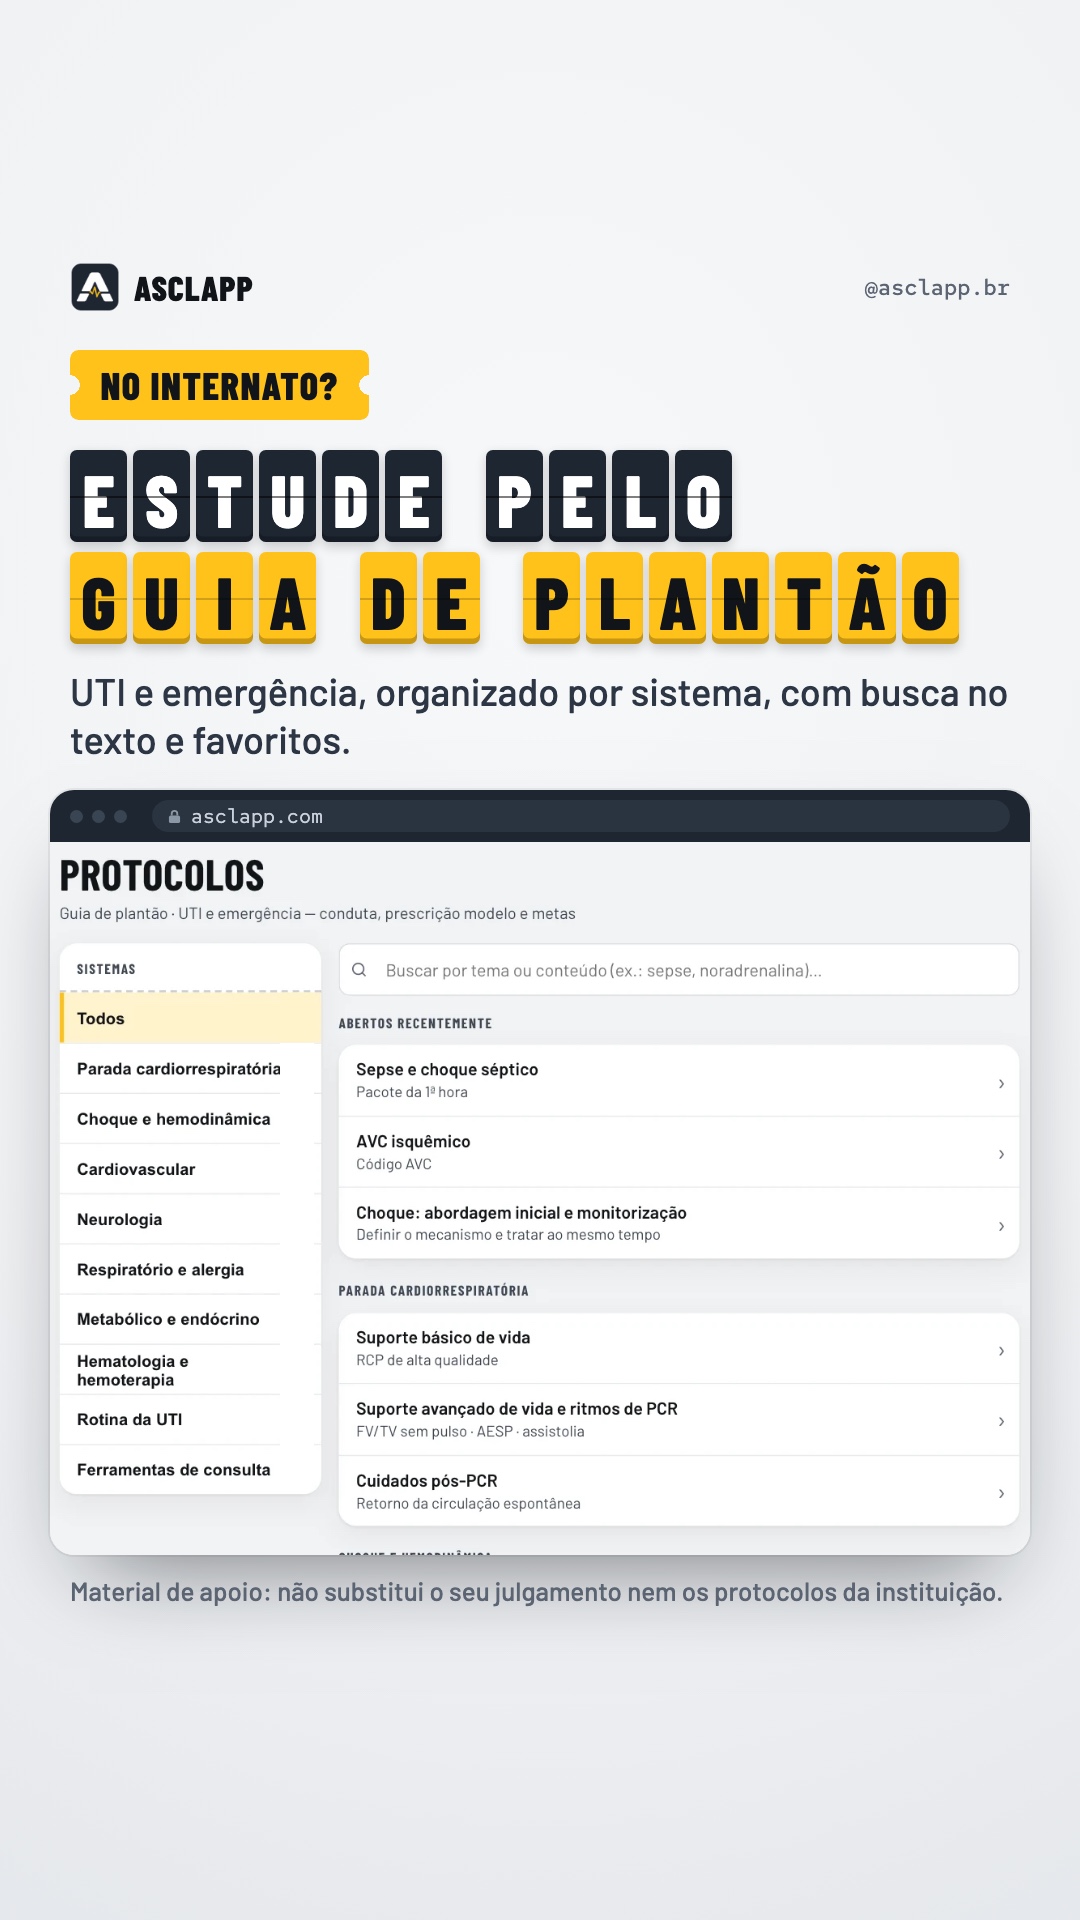 ASCLAPP
@asclapp.br
NO INTERNATO?
ESTUDE PELO
GUIA DE PLANTÃO
UTI e emergência, organizado por sistema, com busca no
texto e favoritos.
asclapp.com
PROTOCOLOS
Guia de plantão · UTI e emergência — conduta, prescrição modelo e metas
SISTEMAS
Todos
Parada cardiorrespiratória
Choque e hemodinâmica
Cardiovascular
Neurologia
Respiratório e alergia
Metabólico e endócrino
Hematologia e
hemoterapia
Rotina da UTI
Ferramentas de consulta
Buscar por tema ou conteúdo (ex.: sepse, noradrenalina)...
ABERTOS RECENTEMENTE
Sepse e choque séptico
Pacote da 1ª hora
AVC isquêmico
Código AVC
Choque: abordagem inicial e monitorização
Definir o mecanismo e tratar ao mesmo tempo
PARADA CARDIORRESPIRATÓRIA
Suporte básico de vida
RCP de alta qualidade
Suporte avançado de vida e ritmos de PCR
FV/TV sem pulso · AESP · assistolia
Cuidados pós-PCR
Retorno da circulação espontânea
Material de apoio: não substitui o seu julgamento nem os protocolos da instituição.